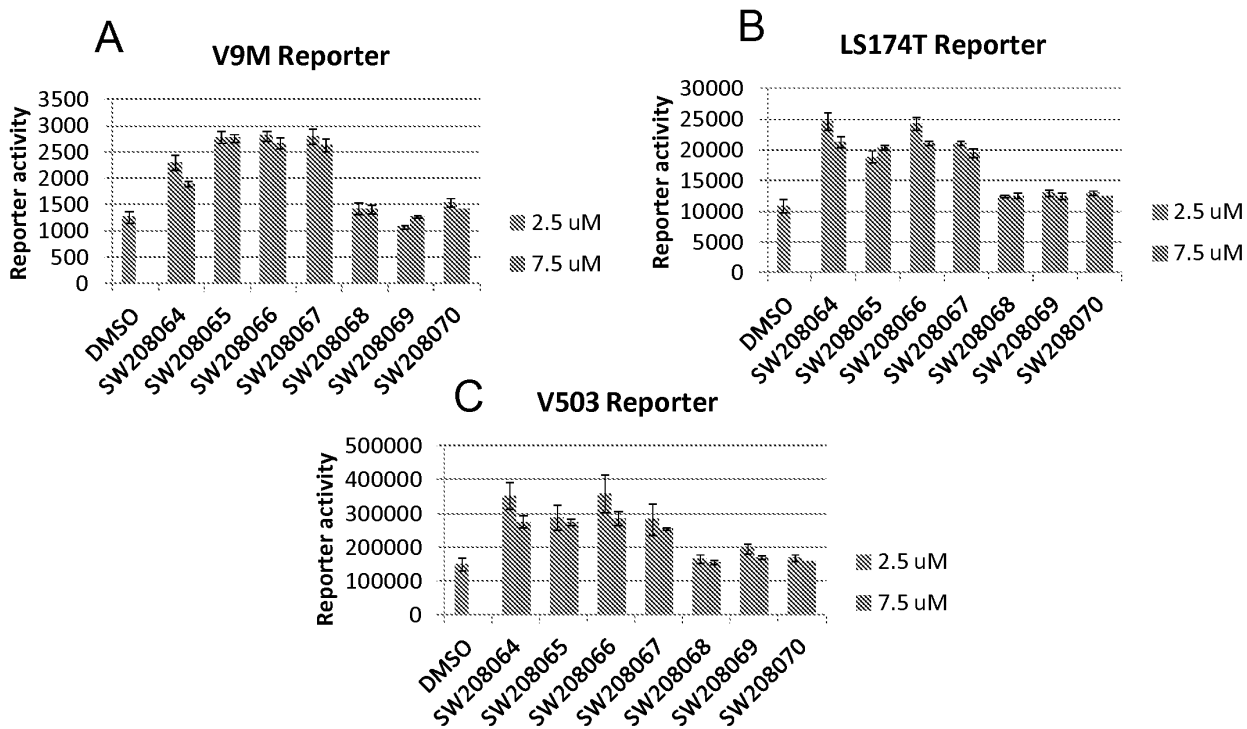 A
V9M Reporter
Reporter activity
3500
3000
2500
2000
1500
1000
500
0
DMSO
SW208064
SW208065
SW208066
SW208067
SW208068
SW208069
SW208070
2.5 uM
7.5 uM
B
LS174T Reporter
Reporter activity
30000
25000
20000
15000
10000
5000
0
DMSO
SW208064
SW208065
SW208066
SW208067
SW208068
SW208069
SW208070
2.5 uM
7.5 uM
C
V503 Reporter
Reporter activity
500000
400000
300000
200000
100000
0
DMSO
SW208064
SW208065
SW208066
SW208067
SW208068
SW208069
SW208070
2.5 uM
7.5 uM